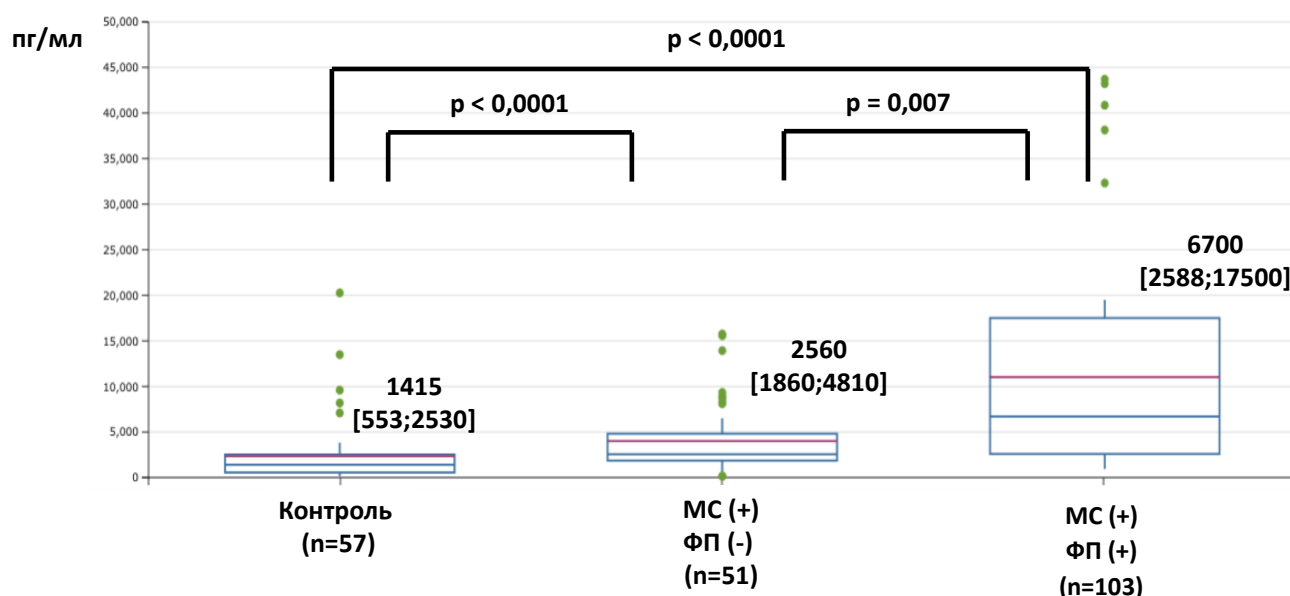 50,000
пг/мл
p < 0,0001
45,000
p < 0,0001
p = 0,007
40,000
35,000
30,000
6700
[2588;17500]
25,000
20,000
15,000
2560
[1860;4810]
1415
[553;2530]
10,000
5,000
0
Контроль
(n=57)
МС (+)
ФП (-)
(n=51)
МС (+)
ФП (+)
(n=103)